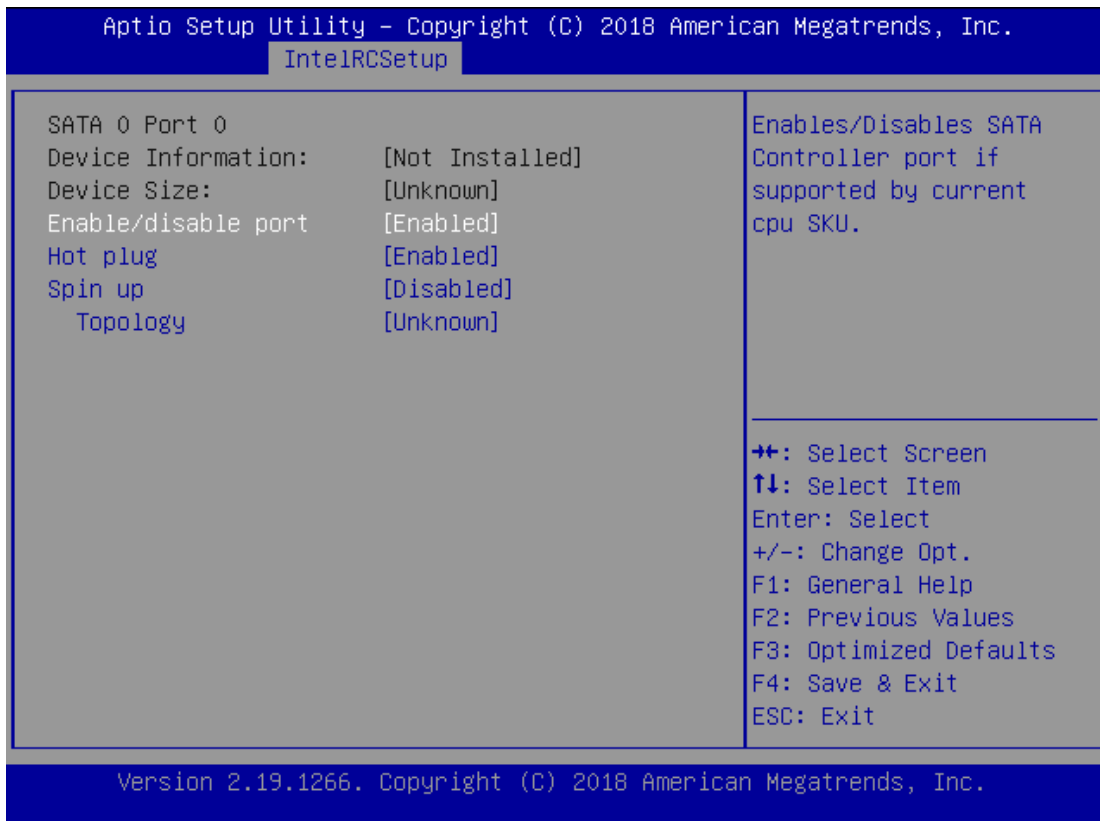 Aptio Setup Utility – Copyright (C) 2018 American Megatrends, Inc.
IntelRCSetup
SATA 0 Port 0
Device Information: [Not Installed]
Device Size: [Unknown]
Enable/disable port [Enabled]
Hot plug [Enabled]
Spin up [Disabled]
Topology [Unknown]
Enables/Disables SATA
Controller port if
supported by current
cpu SKU.
→←: Select Screen
↑↓: Select Item
Enter: Select
+/-: Change Opt.
F1: General Help
F2: Previous Values
F3: Optimized Defaults
F4: Save & Exit
ESC: Exit
Version 2.19.1266. Copyright (C) 2018 American Megatrends, Inc.